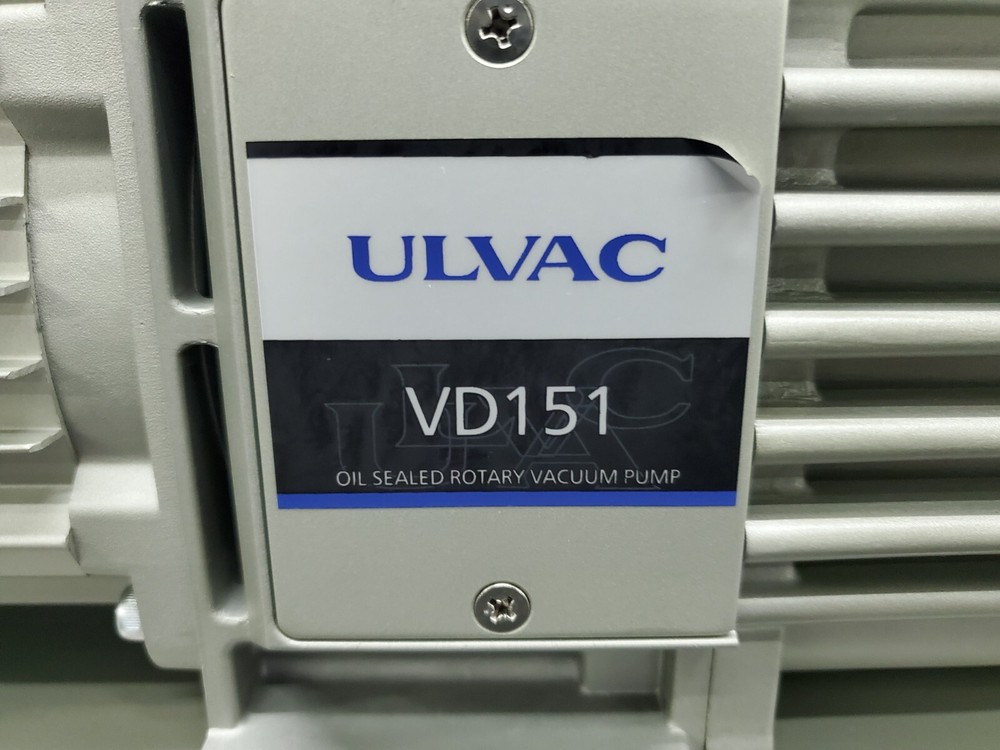 ULVAC
VD151
OIL SEALED ROTARY VACUUM PUMP